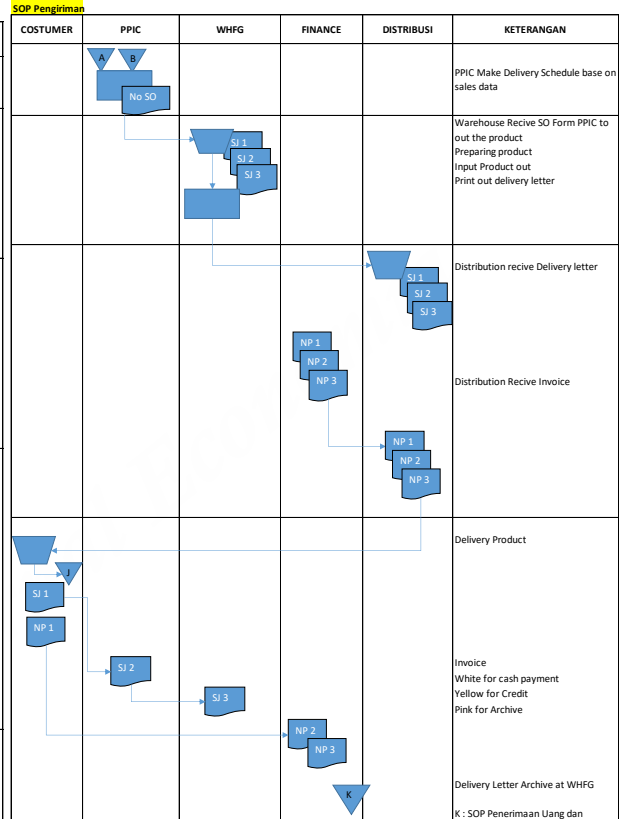 SOP Pengiriman
COSTUMER PPIC WHFG FINANCE DISTRIBUSI KETERANGAN
A B
No SO
PPIC Make Delivery Schedule base on
sales data
Warehouse Recive SO Form PPIC to
out the product
Preparing product
Input Product out
Print out delivery letter
SJ 1
SJ 2
SJ 3
Distribution recive Delivery letter
SJ 1
SJ 2
SJ 3
NP 1
NP 2
NP 3
Distribution Recive Invoice
NP 1
NP 2
NP 3
Delivery Product
J
SJ 1
NP 1
SJ 2
SJ 3
Invoice
White for cash payment
Yellow for Credit
Pink for Archive
NP 2
NP 3
K
Delivery Letter Archive at WHFG
K : SOP Penerimaan Uang dan